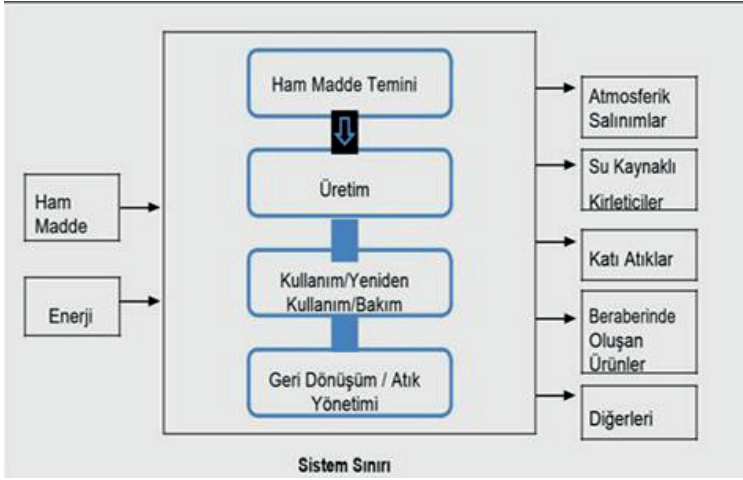 Ham
Madde
Enerji
Ham Madde Temini
Üretim
Kullanım/Yeniden
Kullanım/Bakım
Geri Dönüşüm / Atık
Yönetimi
Atmosferik
Salınımlar
Su Kaynaklı
Kirleticiler
Katı Atıklar
Beraberinde
Oluşan
Ürünler
Diğerleri
Sistem Sınırı